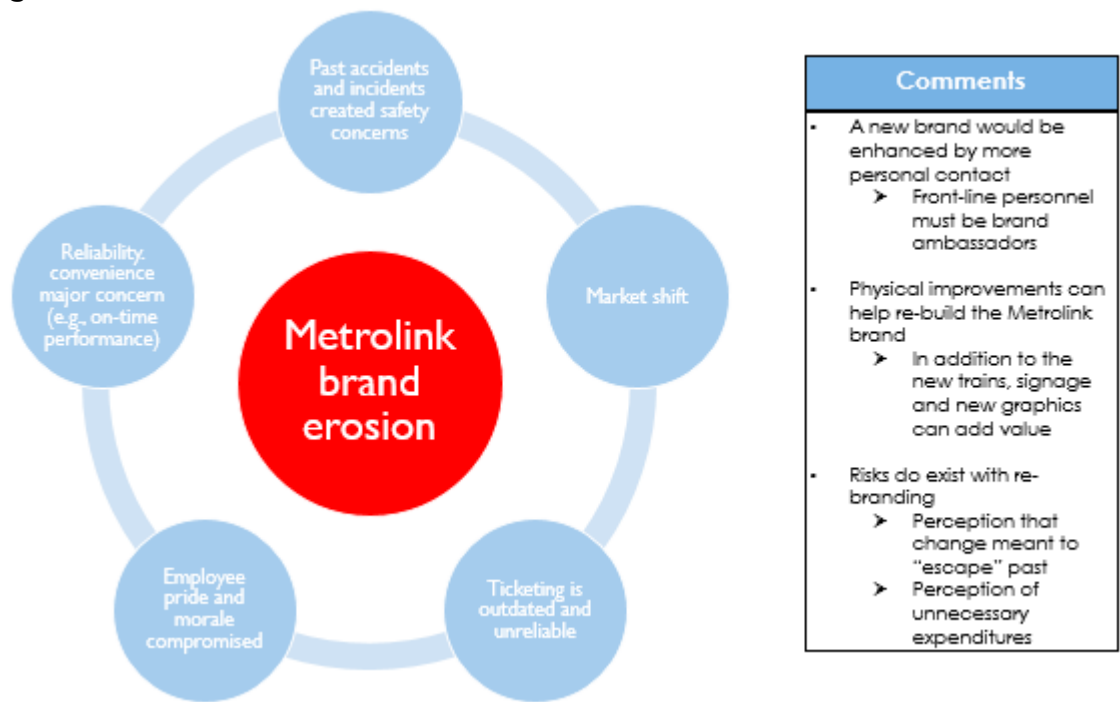 Past accidents
and incidents
created safety
concerns
Market shift
Ticketing is
outdated and
unreliable
Employee
pride and
morale
compromised
Reliability.
convenience
major concern
(e.g., on-time
performance)
Metrolink
brand
erosion
Comments
▪ A new brand would be
enhanced by more
personal contact
➤ Front-line personnel
must be brand
ambassadors
▪ Physical improvements can
help re-build the Metrolink
brand
➤ In addition to the
new trains, signage
and new graphics
can add value
▪ Risks do exist with re-
branding
➤ Perception that
change meant to
“escape” past
➤ Perception of
unnecessary
expenditures